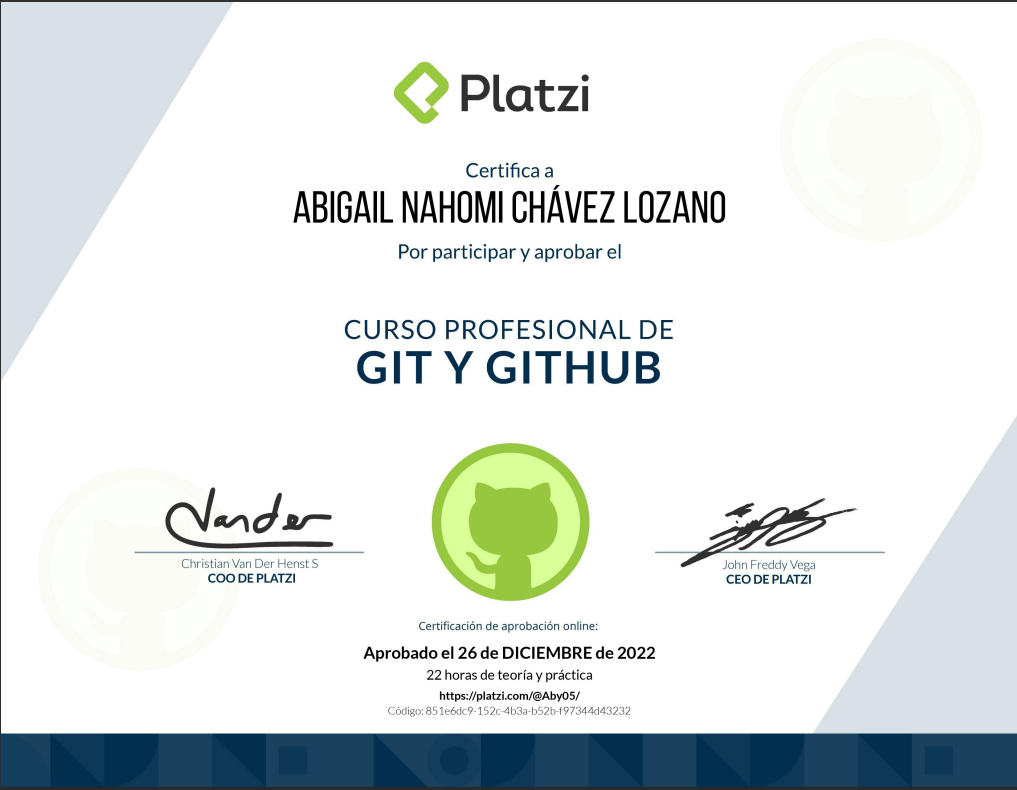 Platzi
Certifica a
ABIGAIL NAHOMI CHÁVEZ LOZANO
Por participar y aprobar el
CURSO PROFESIONAL DE
GIT Y GITHUB
Vander
Christian Van Der Henst S
COO DE PLATZI
John Freddy Vega
CEO DE PLATZI
Certificación de aprobación online:
Aprobado el 26 de DICIEMBRE de 2022
22 horas de teoría y práctica
https://platzi.com/@Aby05/
Código: 851e6dc9-152c-4b3a-b52b-f97344d43232